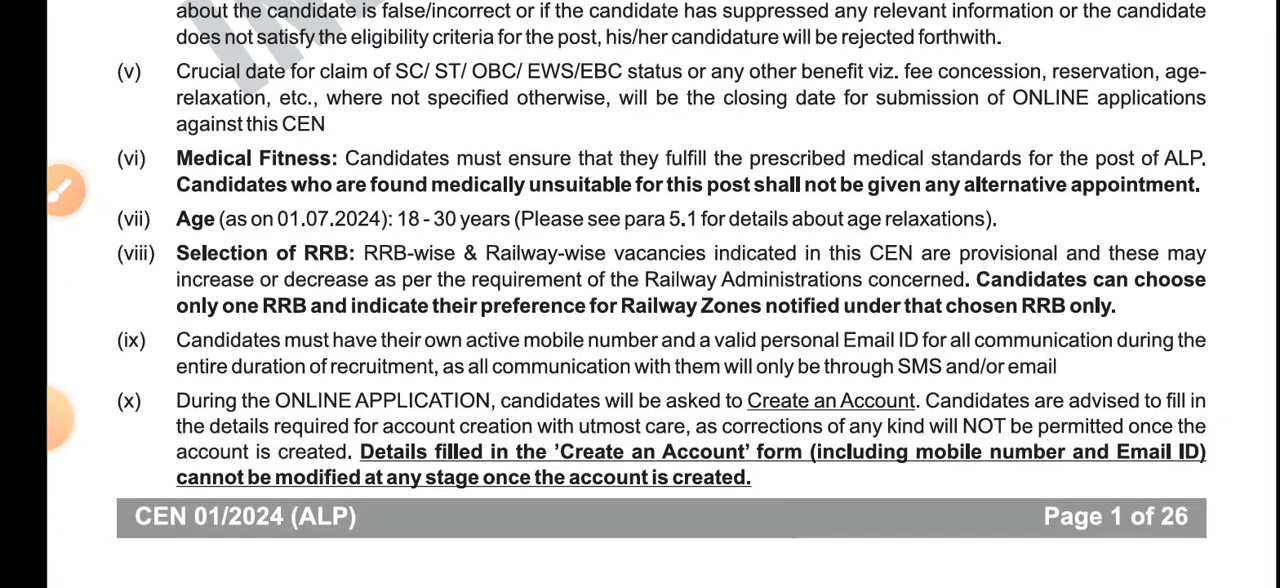 about the candidate is false/incorrect or if the candidate has suppressed any relevant information or the candidate
does not satisfy the eligibility criteria for the post, his/her candidature will be rejected forthwith.
(v) Crucial date for claim of SC/ ST/ OBC/ EWS/EBC status or any other benefit viz. fee concession, reservation, age-
relaxation, etc., where not specified otherwise, will be the closing date for submission of ONLINE applications
against this CEN
(vi) Medical Fitness: Candidates must ensure that they fulfill the prescribed medical standards for the post of ALP.
Candidates who are found medically unsuitable for this post shall not be given any alternative appointment.
(vii) Age (as on 01.07.2024): 18 - 30 years (Please see para 5.1 for details about age relaxations).
(viii) Selection of RRB: RRB-wise & Railway-wise vacancies indicated in this CEN are provisional and these may
increase or decrease as per the requirement of the Railway Administrations concerned. Candidates can choose
only one RRB and indicate their preference for Railway Zones notified under that chosen RRB only.
(ix) Candidates must have their own active mobile number and a valid personal Email ID for all communication during the
entire duration of recruitment, as all communication with them will only be through SMS and/or email
(x) During the ONLINE APPLICATION, candidates will be asked to Create an Account. Candidates are advised to fill in
the details required for account creation with utmost care, as corrections of any kind will NOT be permitted once the
account is created. Details filled in the ’Create an Account’ form (including mobile number and Email ID)
cannot be modified at any stage once the account is created.
CEN 01/2024 (ALP) Page 1 of 26